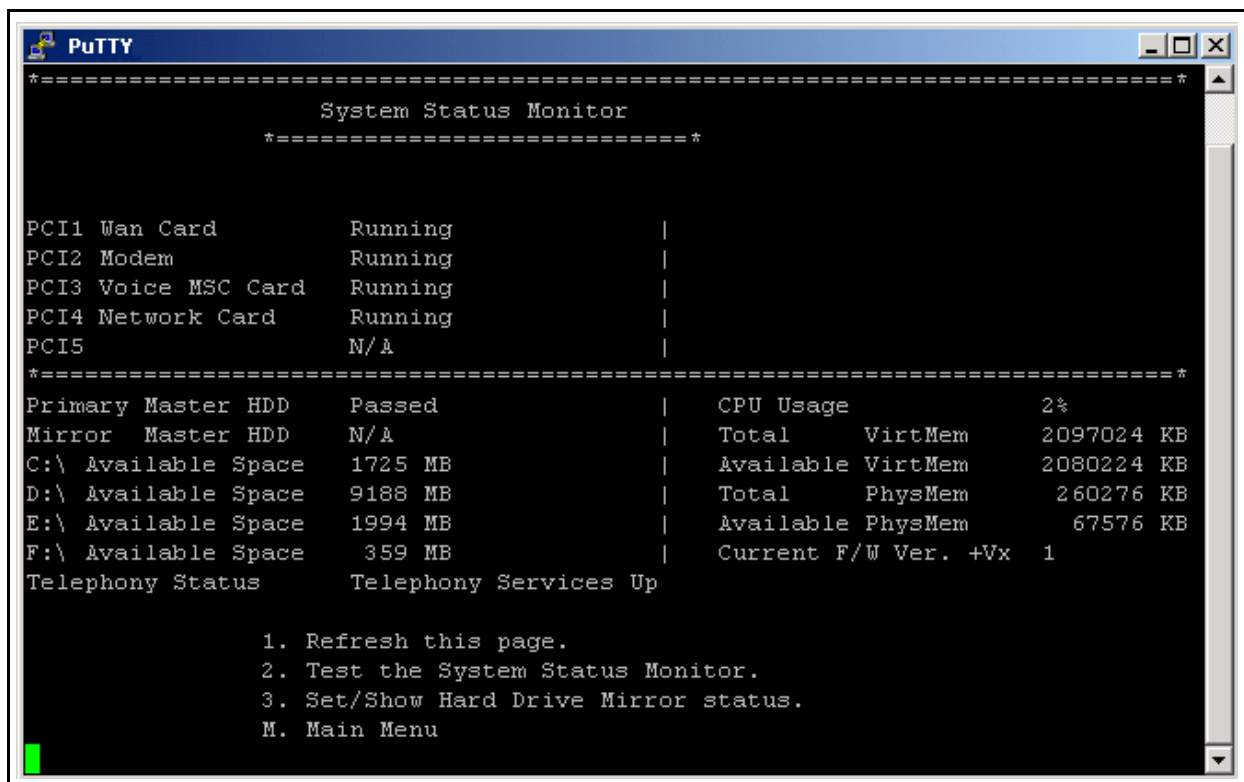 PuTTY
*=============================================================================*
System Status Monitor
*============================*
PCI1 Wan Card Running |
PCI2 Modem Running |
PCI3 Voice MSC Card Running |
PCI4 Network Card Running |
PCI5 N/A |
*=============================================================================*
Primary Master HDD Passed | CPU Usage 2%
Mirror Master HDD N/A | Total VirtMem 2097024 KB
C:\ Available Space 1725 MB | Available VirtMem 2080224 KB
D:\ Available Space 9188 MB | Total PhysMem 260276 KB
E:\ Available Space 1994 MB | Available PhysMem 67576 KB
F:\ Available Space 359 MB | Current F/W Ver. +Vx 1
Telephony Status Telephony Services Up
1. Refresh this page.
2. Test the System Status Monitor.
3. Set/Show Hard Drive Mirror status.
M. Main Menu